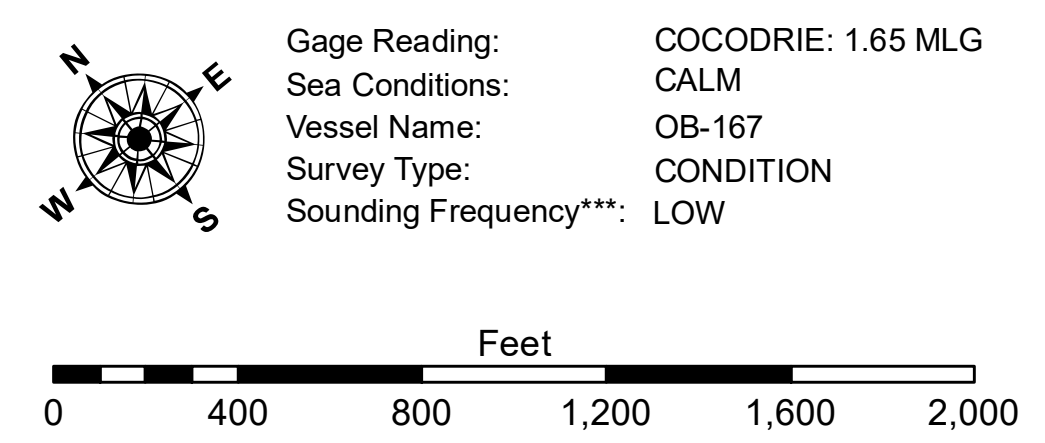 N
E
W
S
Gage Reading: COCODRIE: 1.65 MLG
Sea Conditions: CALM
Vessel Name: OB-167
Survey Type: CONDITION
Sounding Frequency***: LOW
Feet
0 400 800 1,200 1,600 2,000